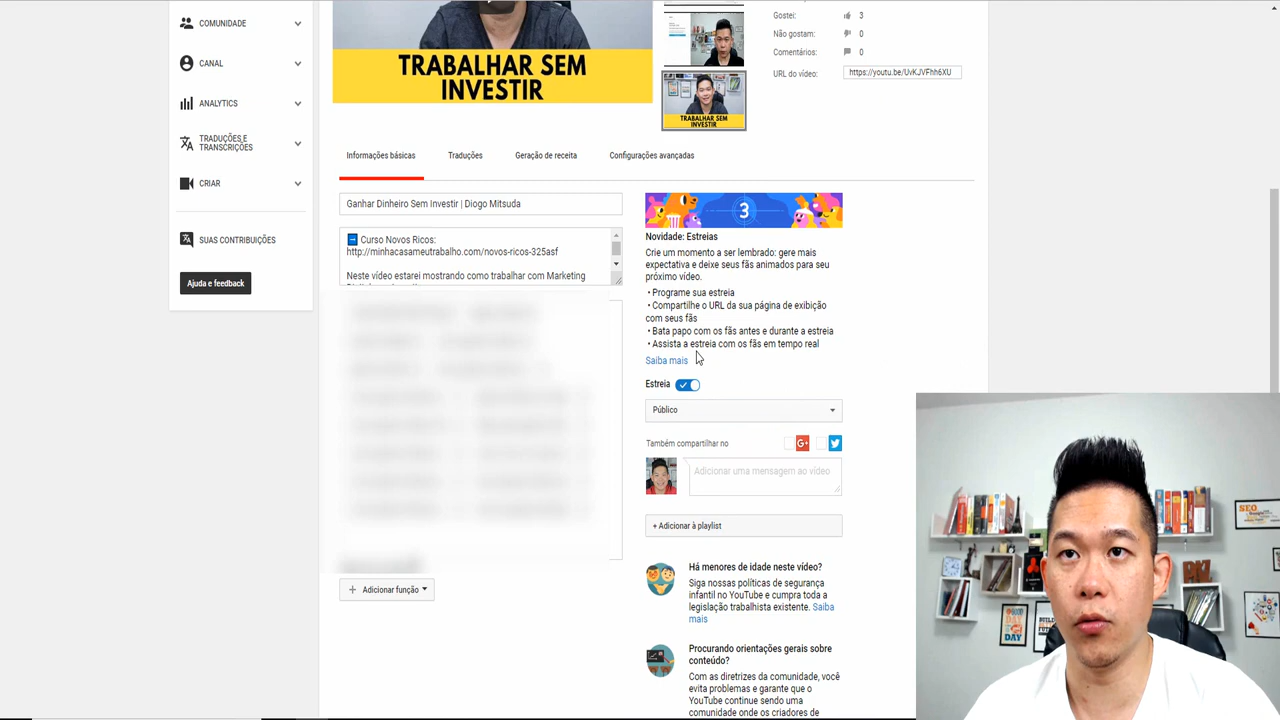 COMUNIDADE
CANAL
ANALYTICS
TRADUÇÕES E
TRANSCRIÇÕES
CRIAR
SUAS CONTRIBUIÇÕES
Ajuda e feedback
TRABALHAR SEM
INVESTIR
TRABALHAR SEM
INVESTIR
Gostei: 3
Não gostam: 0
Comentários: 0
URL do vídeo: https://youtu.be/UvKJVFhh6XU
Informações básicas Traduções Geração de receita Configurações avançadas
Ganhar Dinheiro Sem Investir | Diogo Mitsuda
Curso Novos Ricos:
http://minhacasameutrabalho.com/novos-ricos-325asf
Neste vídeo estarei mostrando como trabalhar com Marketing
Adicionar função
3
Novidade: Estreias
Crie um momento a ser lembrado: gere mais
expectativa e deixe seus fãs animados para seu
próximo vídeo.
• Programe sua estreia
• Compartilhe o URL da sua página de exibição
com seus fãs
• Bata papo com os fãs antes e durante a estreia
• Assista a estreia com os fãs em tempo real
Saiba mais
Estreia
Público
Também compartilhar no G+
Adicionar uma mensagem ao vídeo
+ Adicionar à playlist
Há menores de idade neste vídeo?
Siga nossas políticas de segurança
infantil no YouTube e cumpra toda a
legislação trabalhista existente. Saiba
mais
Procurando orientações gerais sobre
conteúdo?
Com as diretrizes da comunidade, você
evita problemas e garante que o
YouTube continue sendo uma
comunidade onde os criadores de
SEO
GOOD
DAY